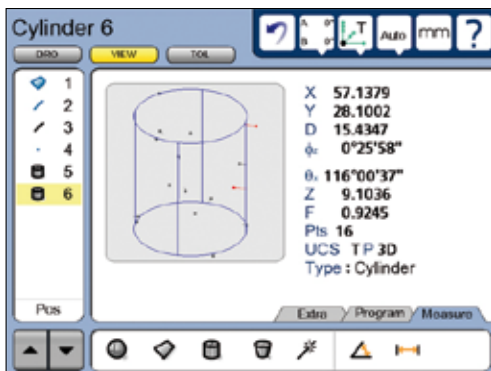 Cylinder 6
DRO VIEW TOL
A 0°
B 0°
T
Auto
mm
?
1
2
3
4
5
6
Pos
X 57.1379
Y 28.1002
D 15.4347
0°25'58"
116°00'37"
Z 9.1036
F 0.9245
Pts 16
UCS T P 3D
Type : Cylinder
Extra Program Measure